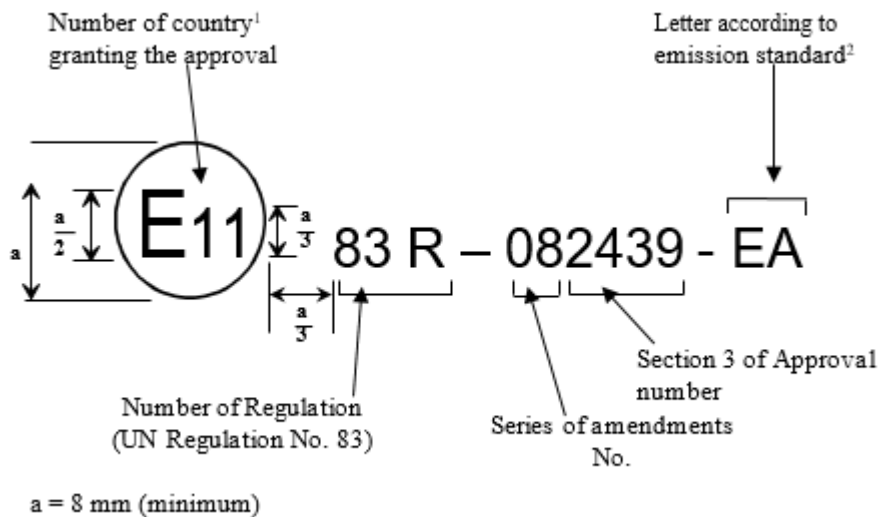 Number of country¹
granting the approval
Letter according to
emission standard²
a
a
2
E11
a
3
83 R – 082439 - EA
a
3
Section 3 of Approval
number
Number of Regulation
(UN Regulation No. 83)
Series of amendments
No.
a = 8 mm (minimum)